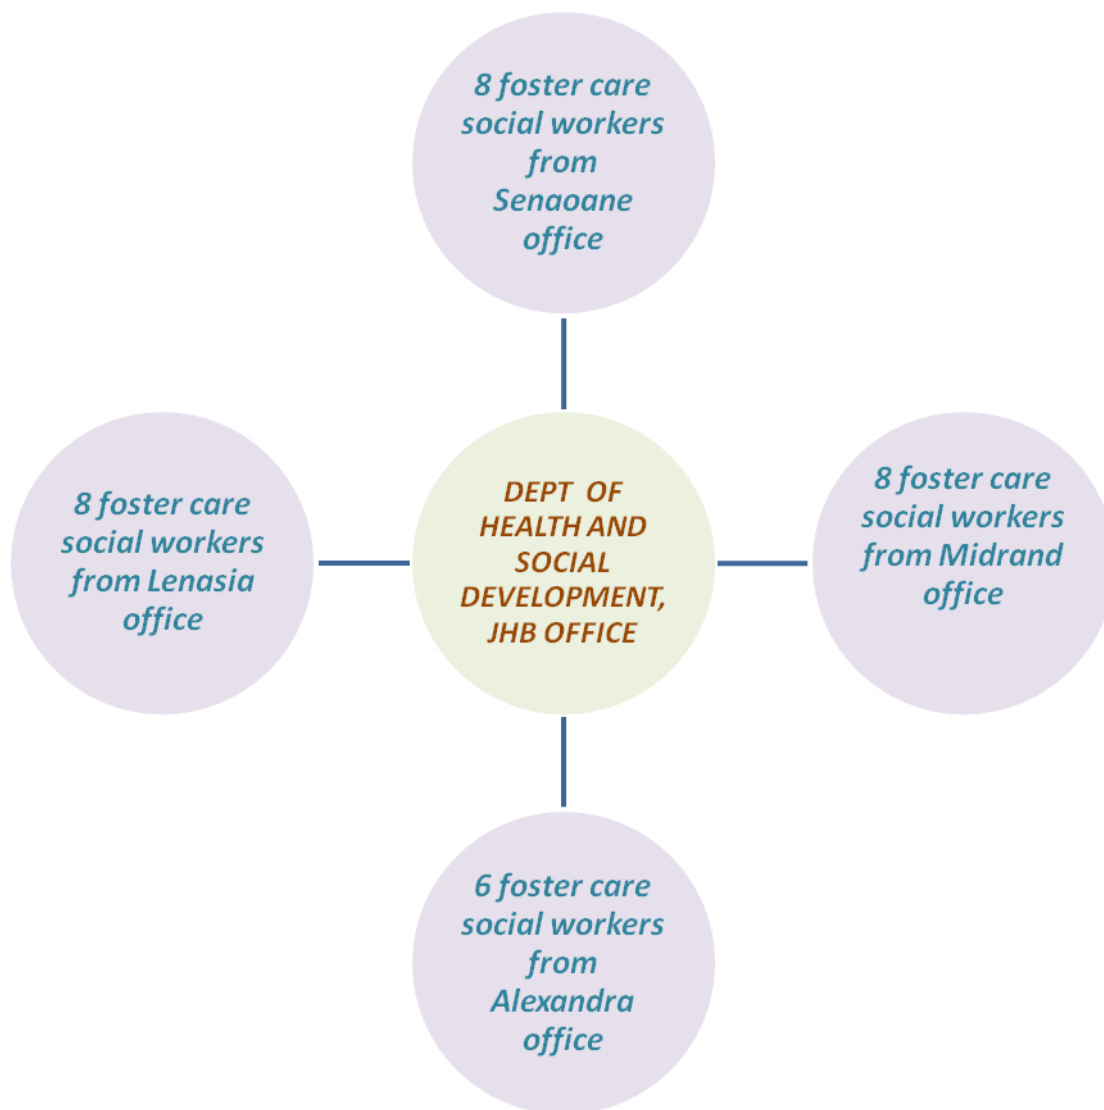 8 foster care
social workers
from
Senaoane
office
8 foster care
social workers
from Lenasia
office
DEPT OF
HEALTH AND
SOCIAL
DEVELOPMENT,
JHB OFFICE
8 foster care
social workers
from Midrand
office
6 foster care
social workers
from
Alexandra
office